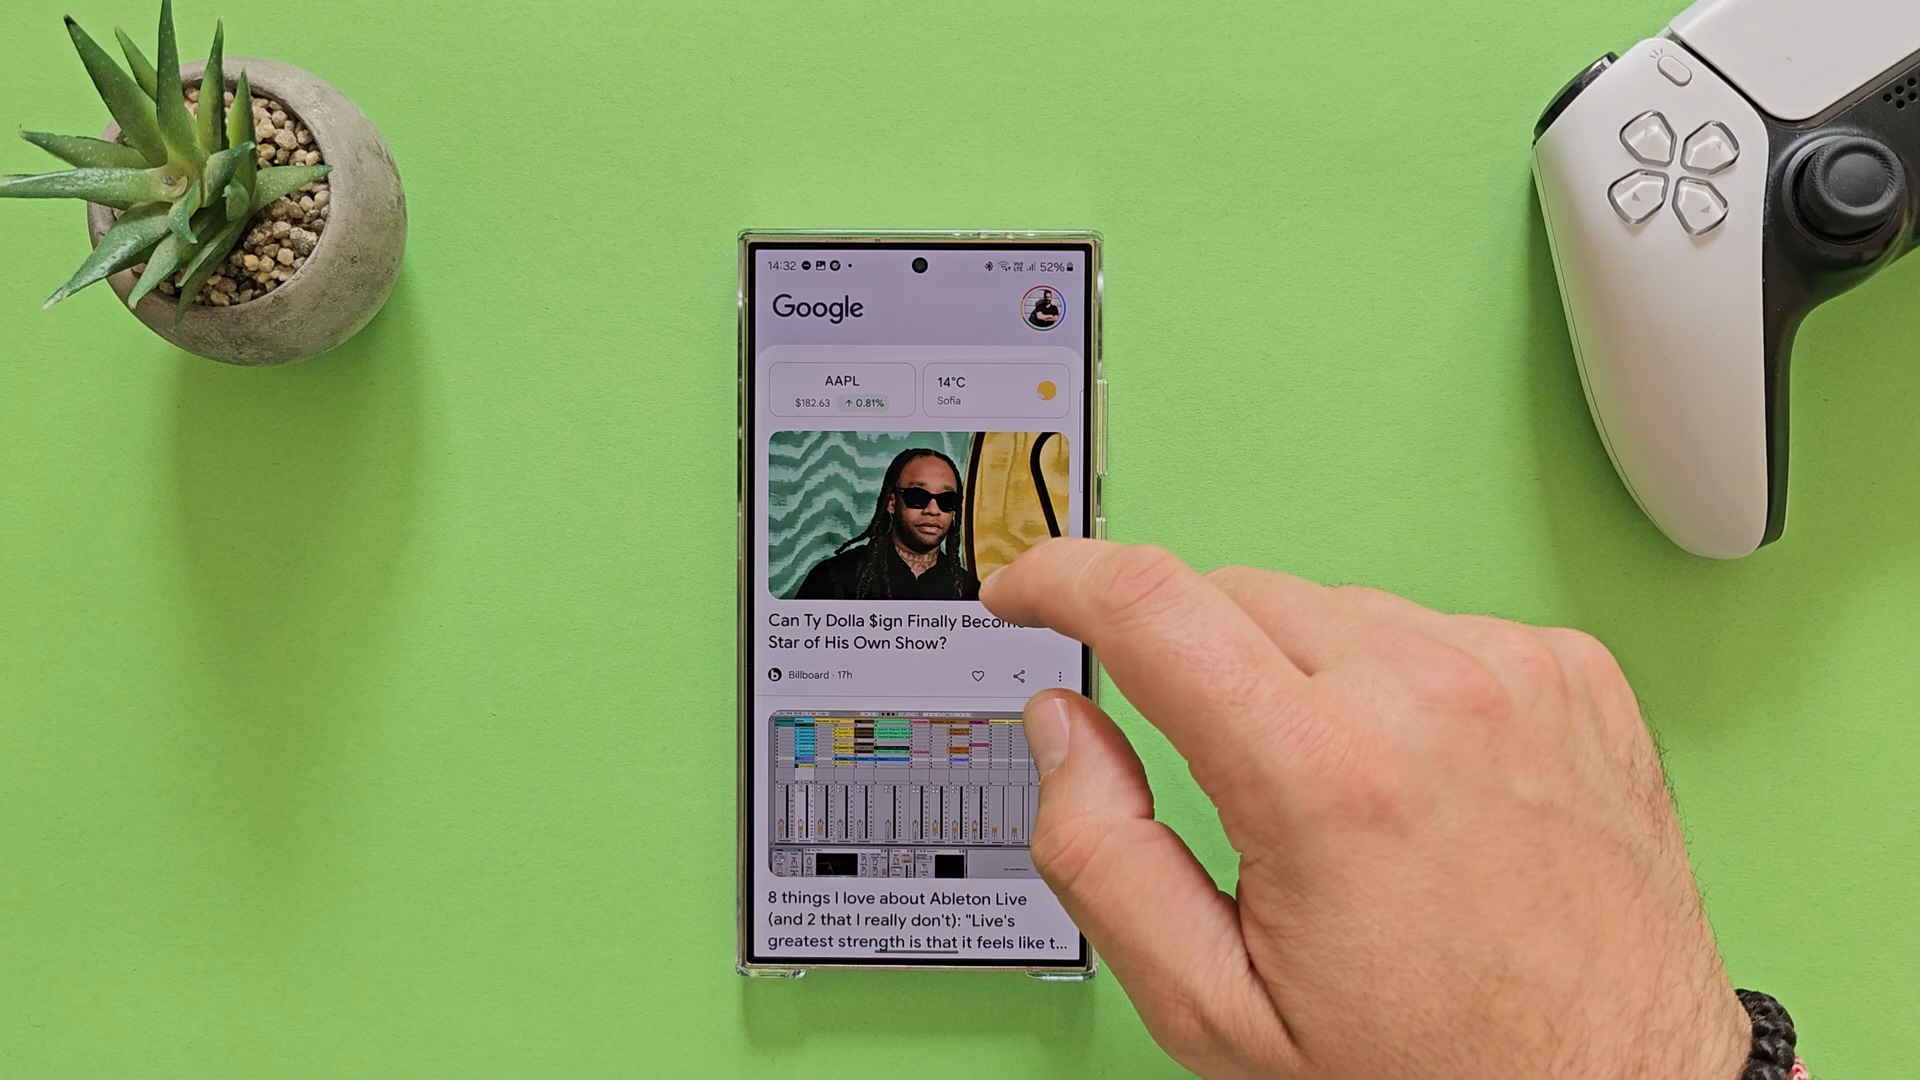 14:32
52%
Google
AAPL
$182.63 ↑ 0.81%
14°C
Sofia
Can Ty Dolla $ign Finally Become
Star of His Own Show?
Billboard · 17h
8 things I love about Ableton Live
(and 2 that I really don't): "Live's
greatest strength is that it feels like t...